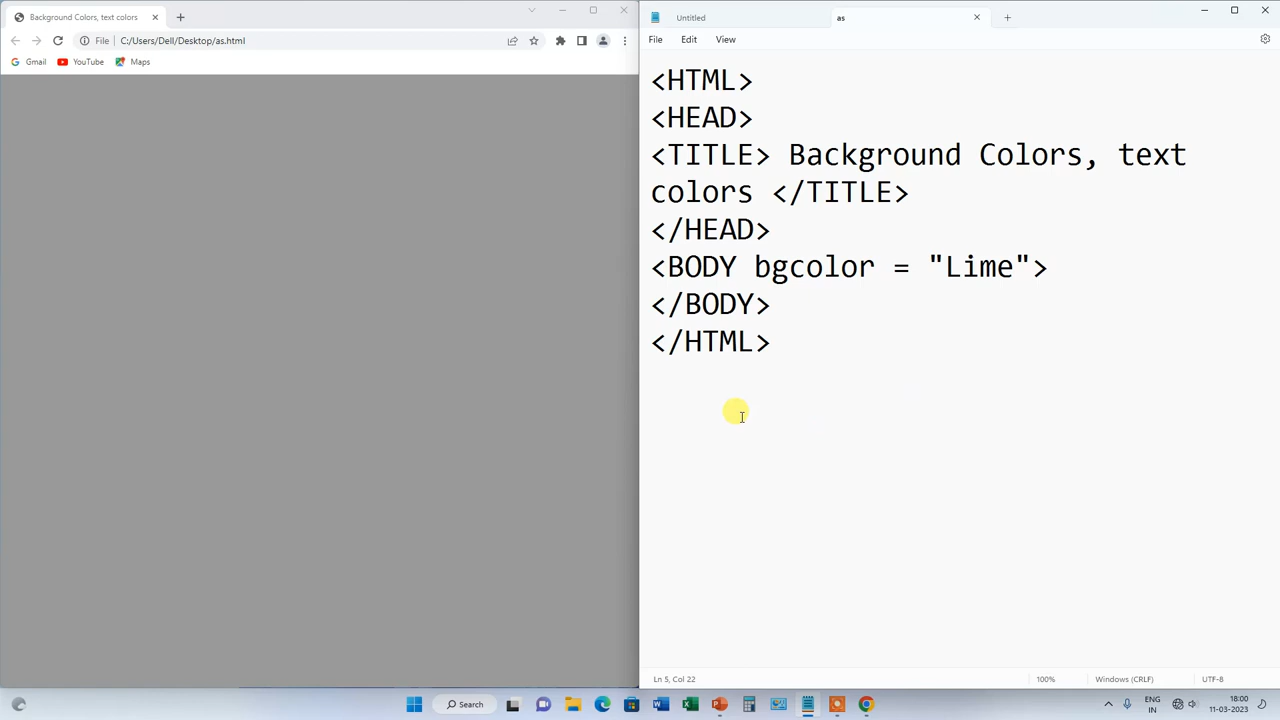 Background Colors, text colors
File C:/Users/Dell/Desktop/as.html
Gmail YouTube Maps
Untitled as
File Edit View
<HTML>
<HEAD>
<TITLE> Background Colors, text
colors </TITLE>
</HEAD>
<BODY bgcolor = "Lime">
</BODY>
</HTML>
Ln 5, Col 22 100% Windows (CRLF) UTF-8
Search
ENG
IN
18:00
11-03-2023